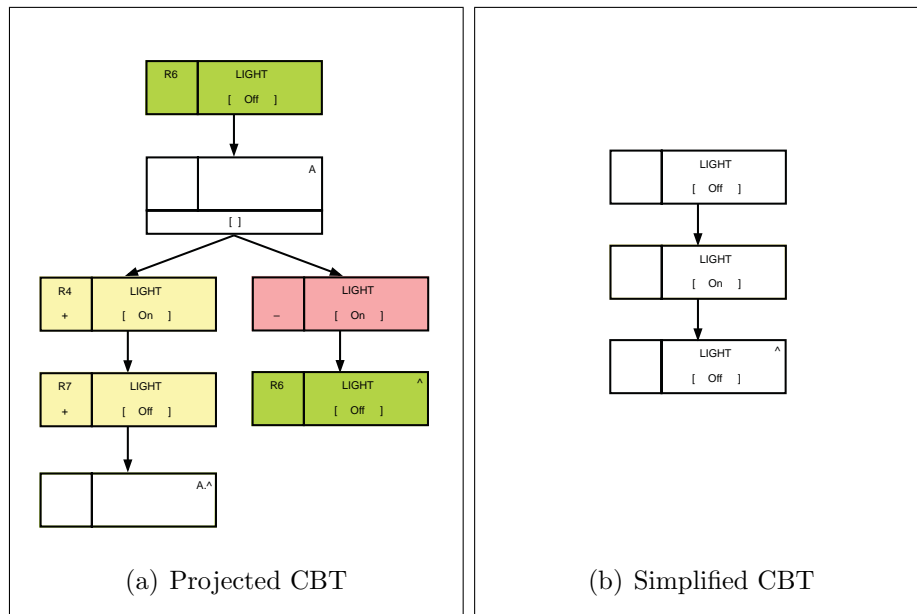 R6 LIGHT
[ Off ]
A
[ ]
R4 LIGHT
+ [ On ]
LIGHT
– [ On ]
R7 LIGHT
+ [ Off ]
R6 LIGHT ^
[ Off ]
A.^
(a) Projected CBT
LIGHT
[ Off ]
LIGHT
[ On ]
LIGHT ^
[ Off ]
(b) Simplified CBT